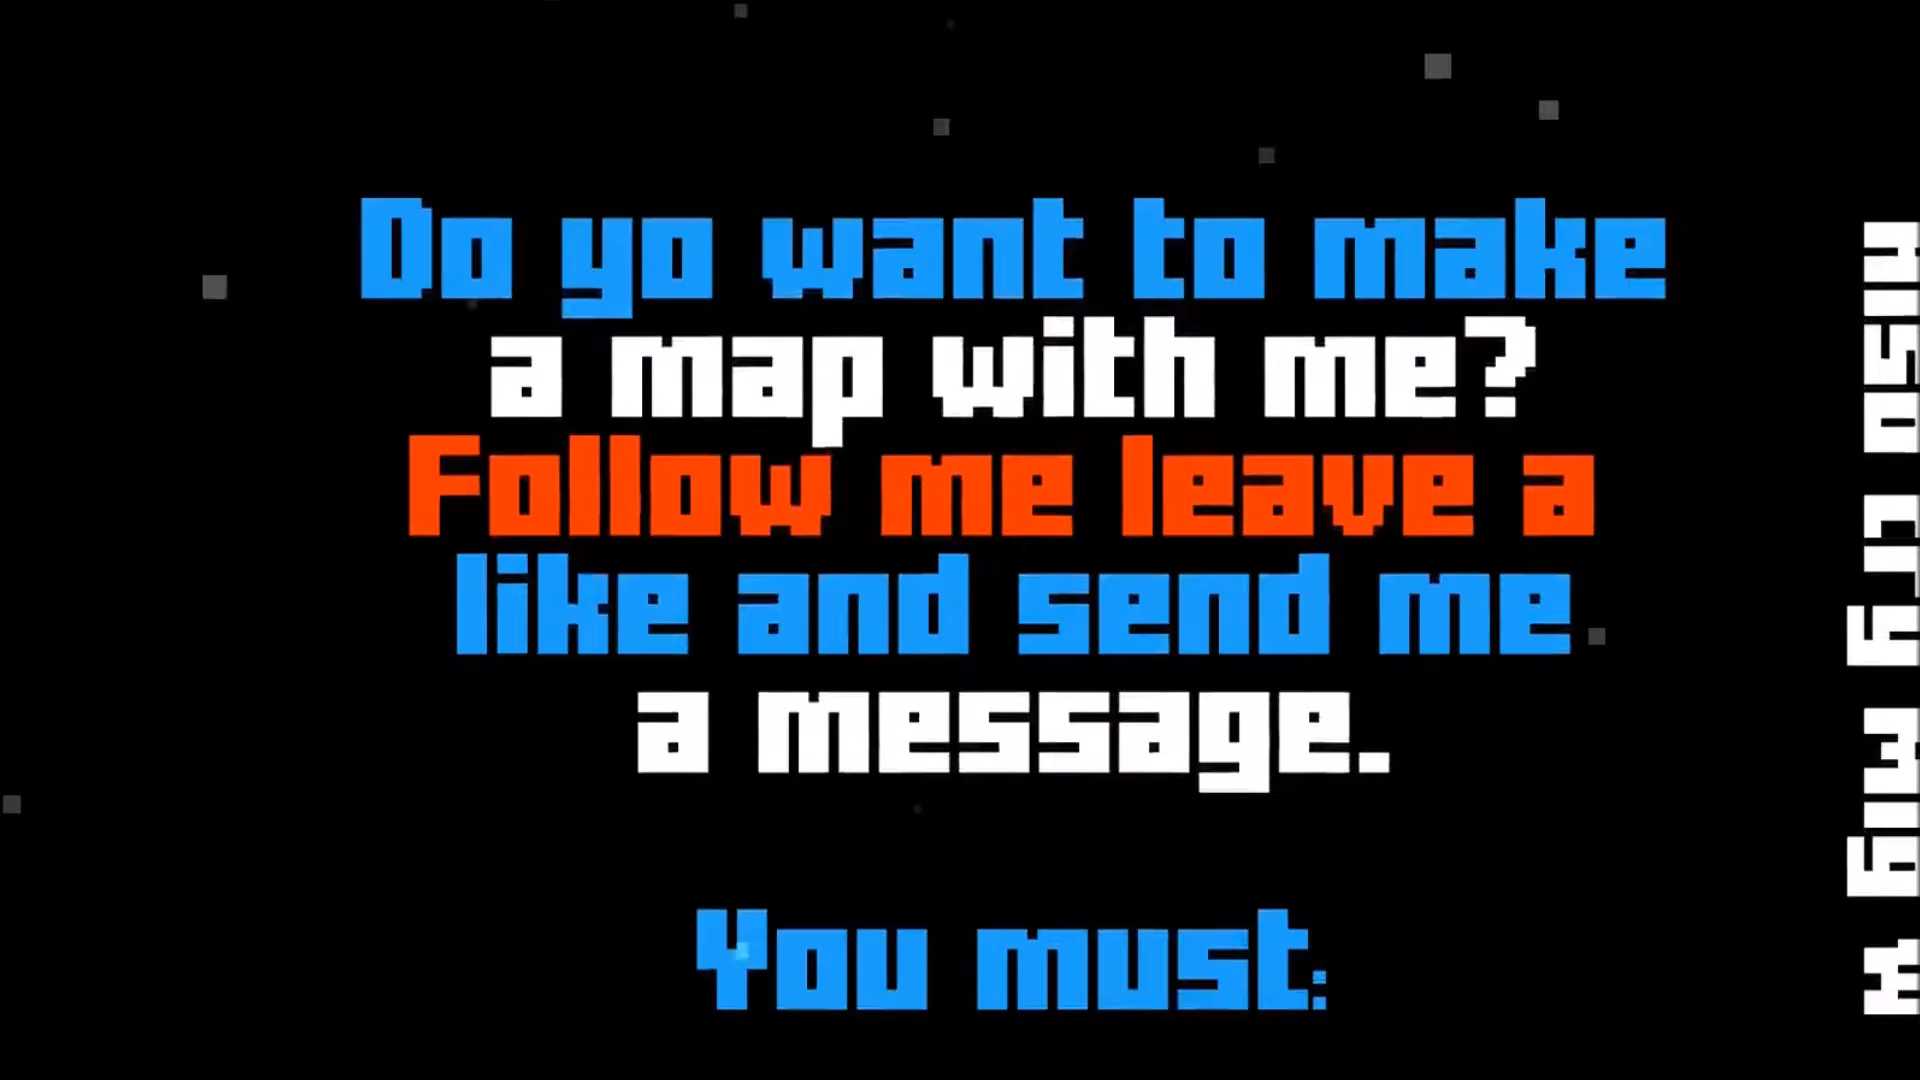 Do yo want to make
a map with me?
Follow me leave a
like and send me
a message.
You must: